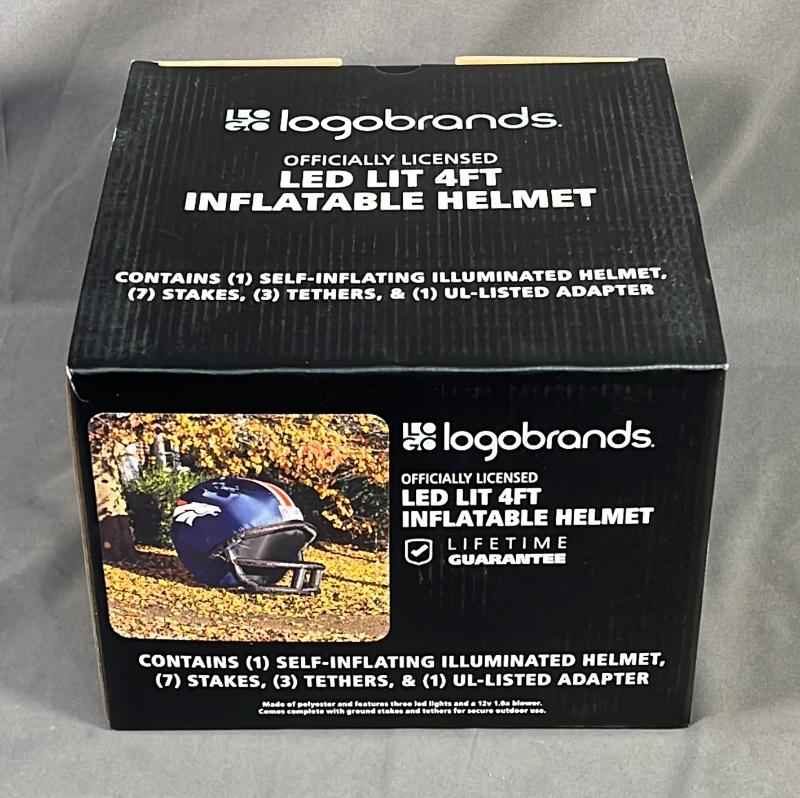 LOGO logobrands.
OFFICIALLY LICENSED
LED LIT 4FT
INFLATABLE HELMET
CONTAINS (1) SELF-INFLATING ILLUMINATED HELMET,
(7) STAKES, (3) TETHERS, & (1) UL-LISTED ADAPTER
LOGO logobrands.
OFFICIALLY LICENSED
LED LIT 4FT
INFLATABLE HELMET
LIFETIME
GUARANTEE
CONTAINS (1) SELF-INFLATING ILLUMINATED HELMET,
(7) STAKES, (3) TETHERS, & (1) UL-LISTED ADAPTER
Made of polyester and features three led lights and a 12v 1.0a blower.
Comes complete with ground stakes and tethers for secure outdoor use.